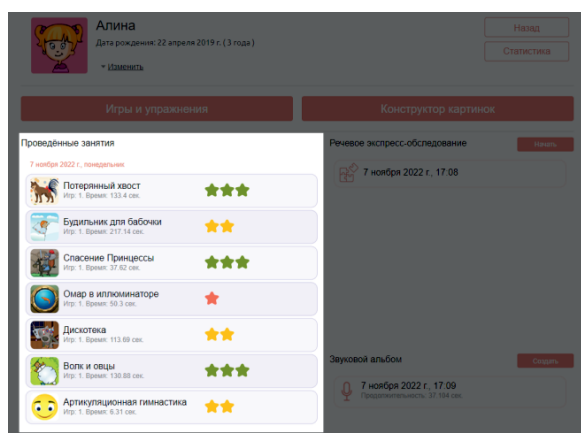 Алина
Дата рождения: 22 апреля 2019 г. ( 3 года )
Изменить
Назад
Статистика
Игры и упражнения
Конструктор картинок
Проведённые занятия
7 ноября 2022 г., понедельник
Потерянный хвост
Игр: 1. Время: 133.4 сек.
Будильник для бабочки
Игр: 1. Время: 217.14 сек.
Спасение Принцессы
Игр: 1. Время: 37.62 сек.
Омар в иллюминаторе
Игр: 1. Время: 50.3 сек.
Дискотека
Игр: 1. Время: 113.69 сек.
Волк и овцы
Игр: 1. Время: 130.88 сек.
Артикуляционная гимнастика
Игр: 1. Время: 6.31 сек.
Речевое экспресс-обследование
Начать
7 ноября 2022 г., 17:08
Звуковой альбом
Создать
7 ноября 2022 г., 17:09
Продолжительность: 37.184 сек.